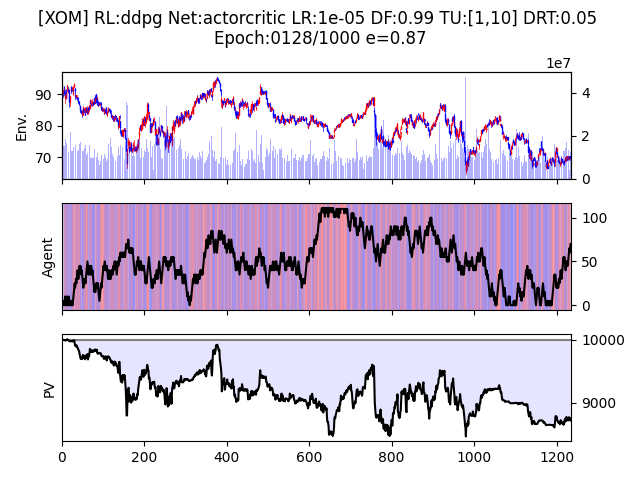 [XOM] RL:ddpg Net:actorcritic LR:1e-05 DF:0.99 TU:[1,10] DRT:0.05
Epoch:0128/1000 e=0.87
1e7
Env.
90
80
70
4
2
0
Agent
100
50
0
PV
10000
9000
0 200 400 600 800 1000 1200